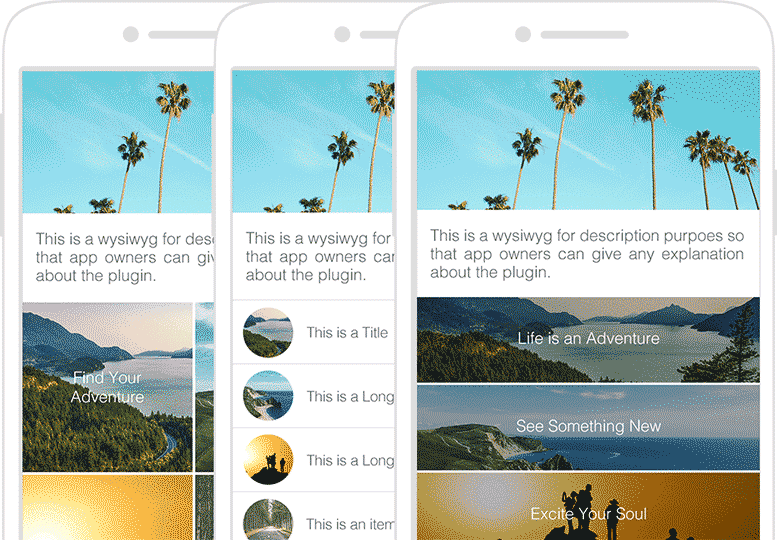 This is a wysiwyg for des
that app owners can giv
about the plugin.
Find Your
Adventure
This is a wysiwyg for
that app owners car
about the plugin.
This is a Title
This is a Long
This is a Long
This is an item
This is a wysiwyg for description purpoes so
that app owners can give any explanation
about the plugin.
Life is an Adventure
See Something New
Excite Your Soul